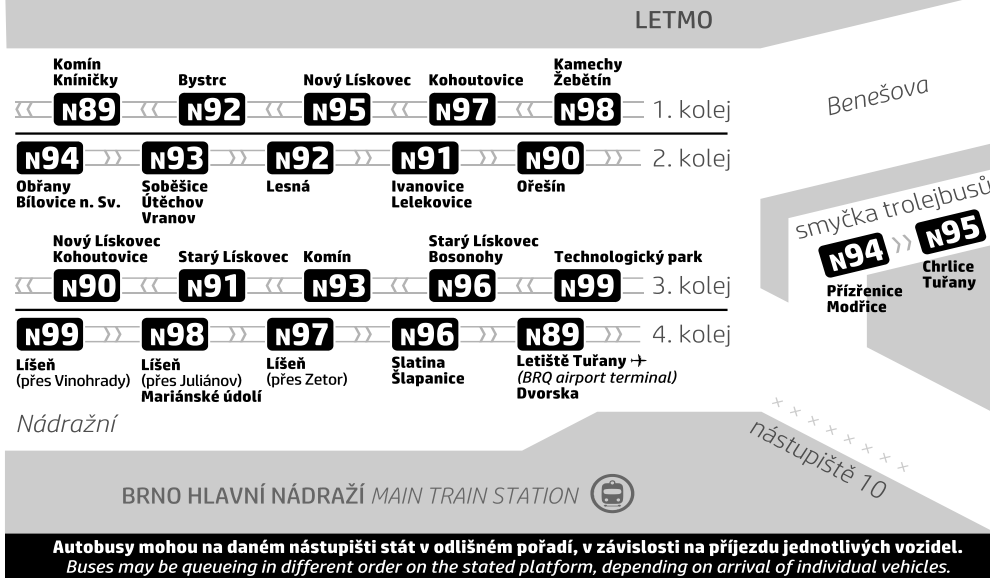 LETMO
Komín
Kníničky
Bystrc
Nový Lískovec
Kohoutovice
Kamechy
Žebětín
N89
N92
N95
N97
N98
1. kolej
Benešova
N94
N93
N92
N91
N90
2. kolej
Obřany
Bílovice n. Sv.
Soběšice
Útěchov
Vranov
Lesná
Ivanovice
Lelekovice
Ořešín
smyčka trolejbusů
N94
N95
Přízřenice
Modřice
Chrlice
Tuřany
Nový Lískovec
Kohoutovice
Starý Lískovec
Komín
Starý Lískovec
Bosonohy
Technologický park
N90
N91
N93
N96
N99
3. kolej
N99
N98
N97
N96
N89
4. kolej
Líšeň
(přes Vinohrady)
Líšeň
(přes Juliánov)
Mariánské údolí
Líšeň
(přes Zetor)
Slatina
Šlapanice
Letiště Tuřany
(BRQ airport terminal)
Dvorska
Nádražní
nástupiště 10
BRNO HLAVNÍ NÁDRAŽÍ MAIN TRAIN STATION
Autobusy mohou na daném nástupišti stát v odlišném pořadí, v závislosti na příjezdu jednotlivých vozidel.
Buses may be queueing in different order on the stated platform, depending on arrival of individual vehicles.